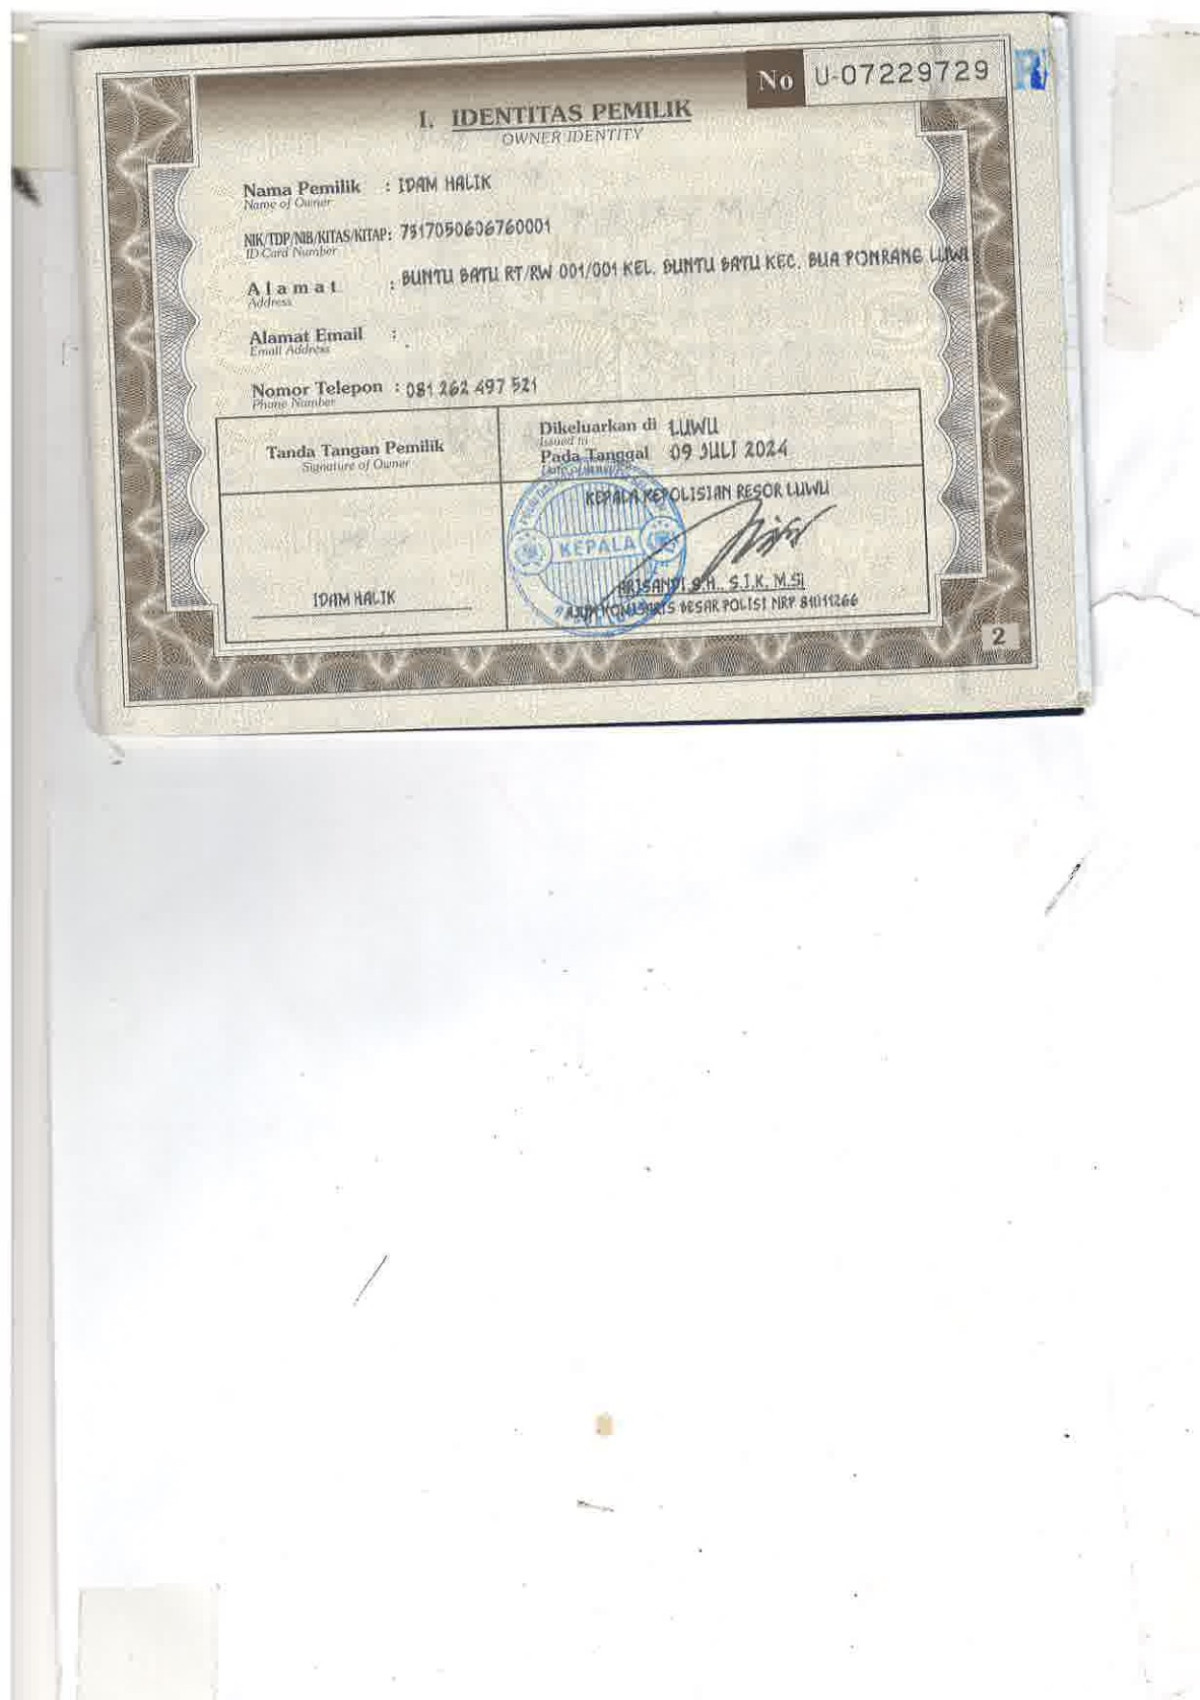 No U-07229729
I. IDENTITAS PEMILIK
OWNER IDENTITY
Nama Pemilik : IDAM HALIK
Name of Owner
NIK/TDP/NIB/KITAS/KITAP: 7317050606760001
ID Card Number
Alamat : BUNTU BATU RT/RW 001/001 KEL. BUNTU BATU KEC. BUA PONRANG LUWU
Address
Alamat Email :
Email Address
Nomor Telepon : 081 262 497 521
Phone Number
Tanda Tangan Pemilik
Signature of Owner
Dikeluarkan di LUWU
Issued in
Pada Tanggal 09 JULI 2024
KEPALA KEPOLISIAN RESOR LUWU
KEPALA
ARISANDI S.H., S.I.K. M.Si
KOMISARIS BESAR POLISI NRP 81011266
IDAM HALIK
2